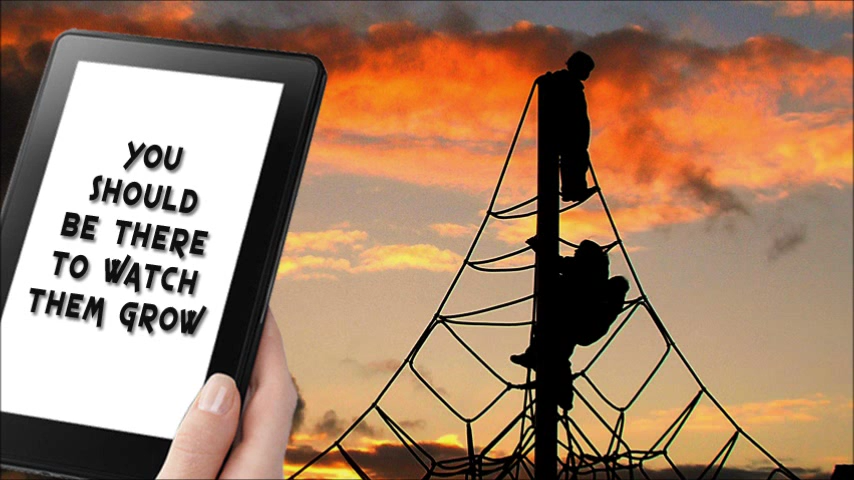 YOU
SHOULD
BE THERE
TO WATCH
THEM GROW